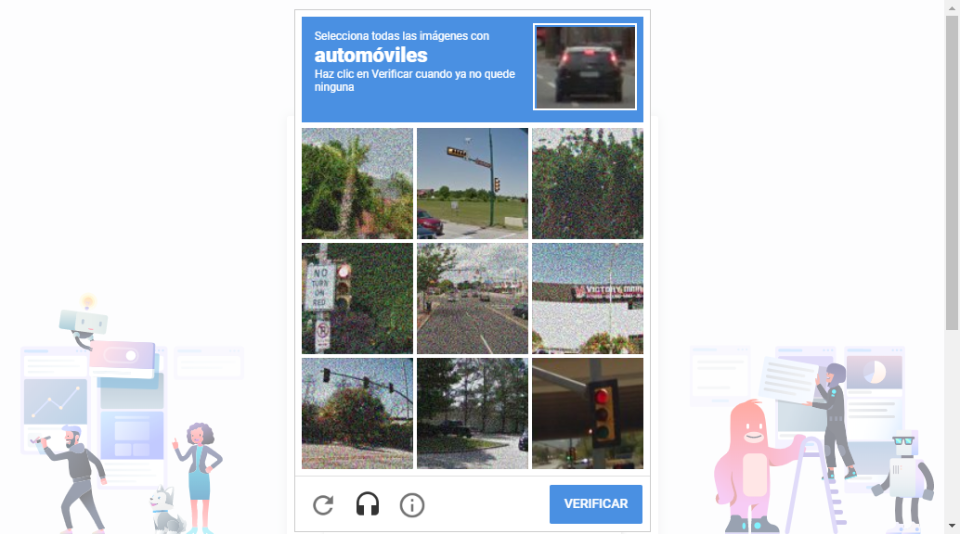 Selecciona todas las imágenes con
automóviles
Haz clic en Verificar cuando ya no quede
ninguna
NO
TURN
ON
RED
VICTORY
VERIFICAR